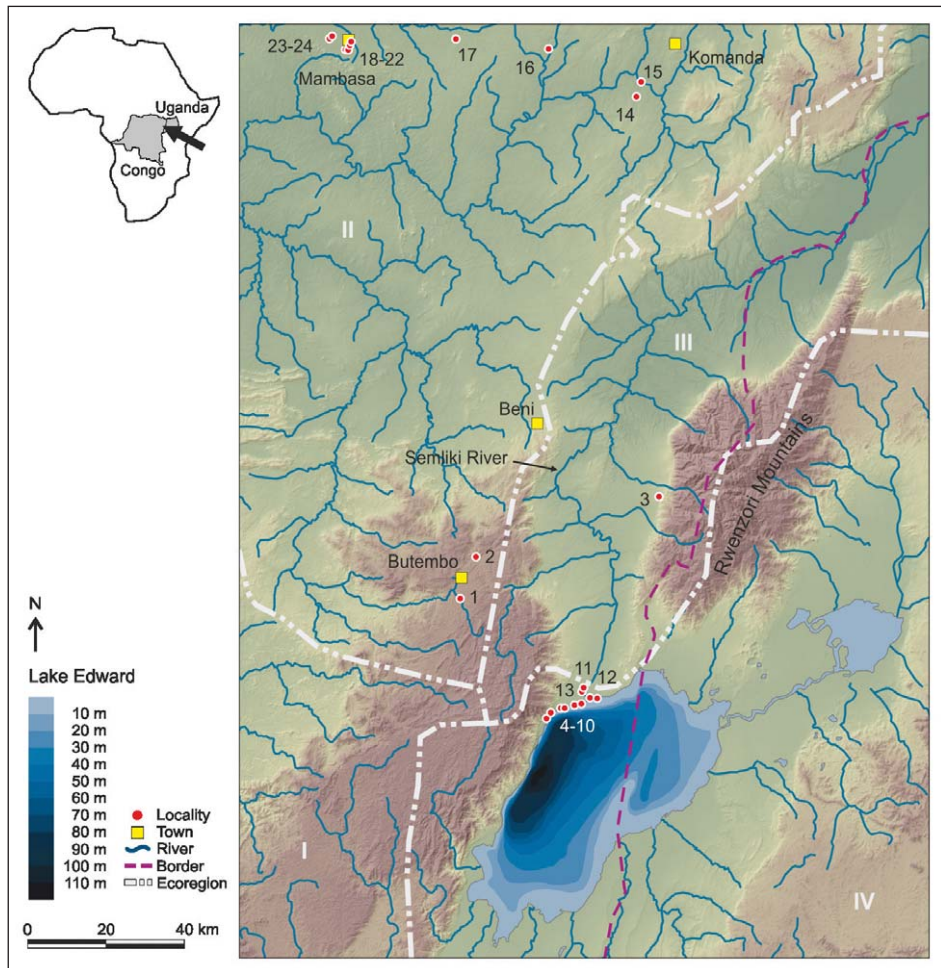 Uganda
Congo
23-24
18-22
Mambasa
17
16
15
14
Komanda
II
III
Beni
Semliki River
3
Rwenzori Mountains
2
Butembo
1
11
12
13
4-10
I
IV
N
Lake Edward
10 m
20 m
30 m
40 m
50 m
60 m
70 m
80 m
90 m
100 m
110 m
Locality
Town
River
Border
Ecoregion
0 20 40 km